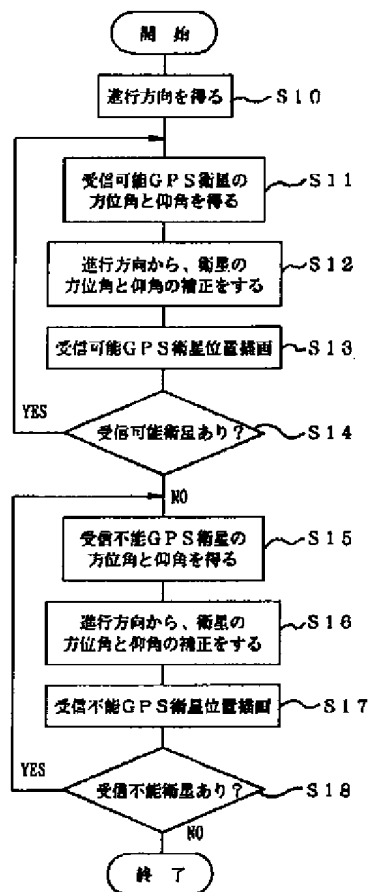 開始
進行方向を得る
S10
受信可能GPS衛星の
方位角と仰角を得る
S11
進行方向から、衛星の
方位角と仰角の補正をする
S12
受信可能GPS衛星位置描画
S13
YES
受信可能衛星あり?
S14
NO
受信不能GPS衛星の
方位角と仰角を得る
S15
進行方向から、衛星の
方位角と仰角の補正をする
S16
受信不能GPS衛星位置描画
S17
YES
受信不能衛星あり?
S18
NO
終了